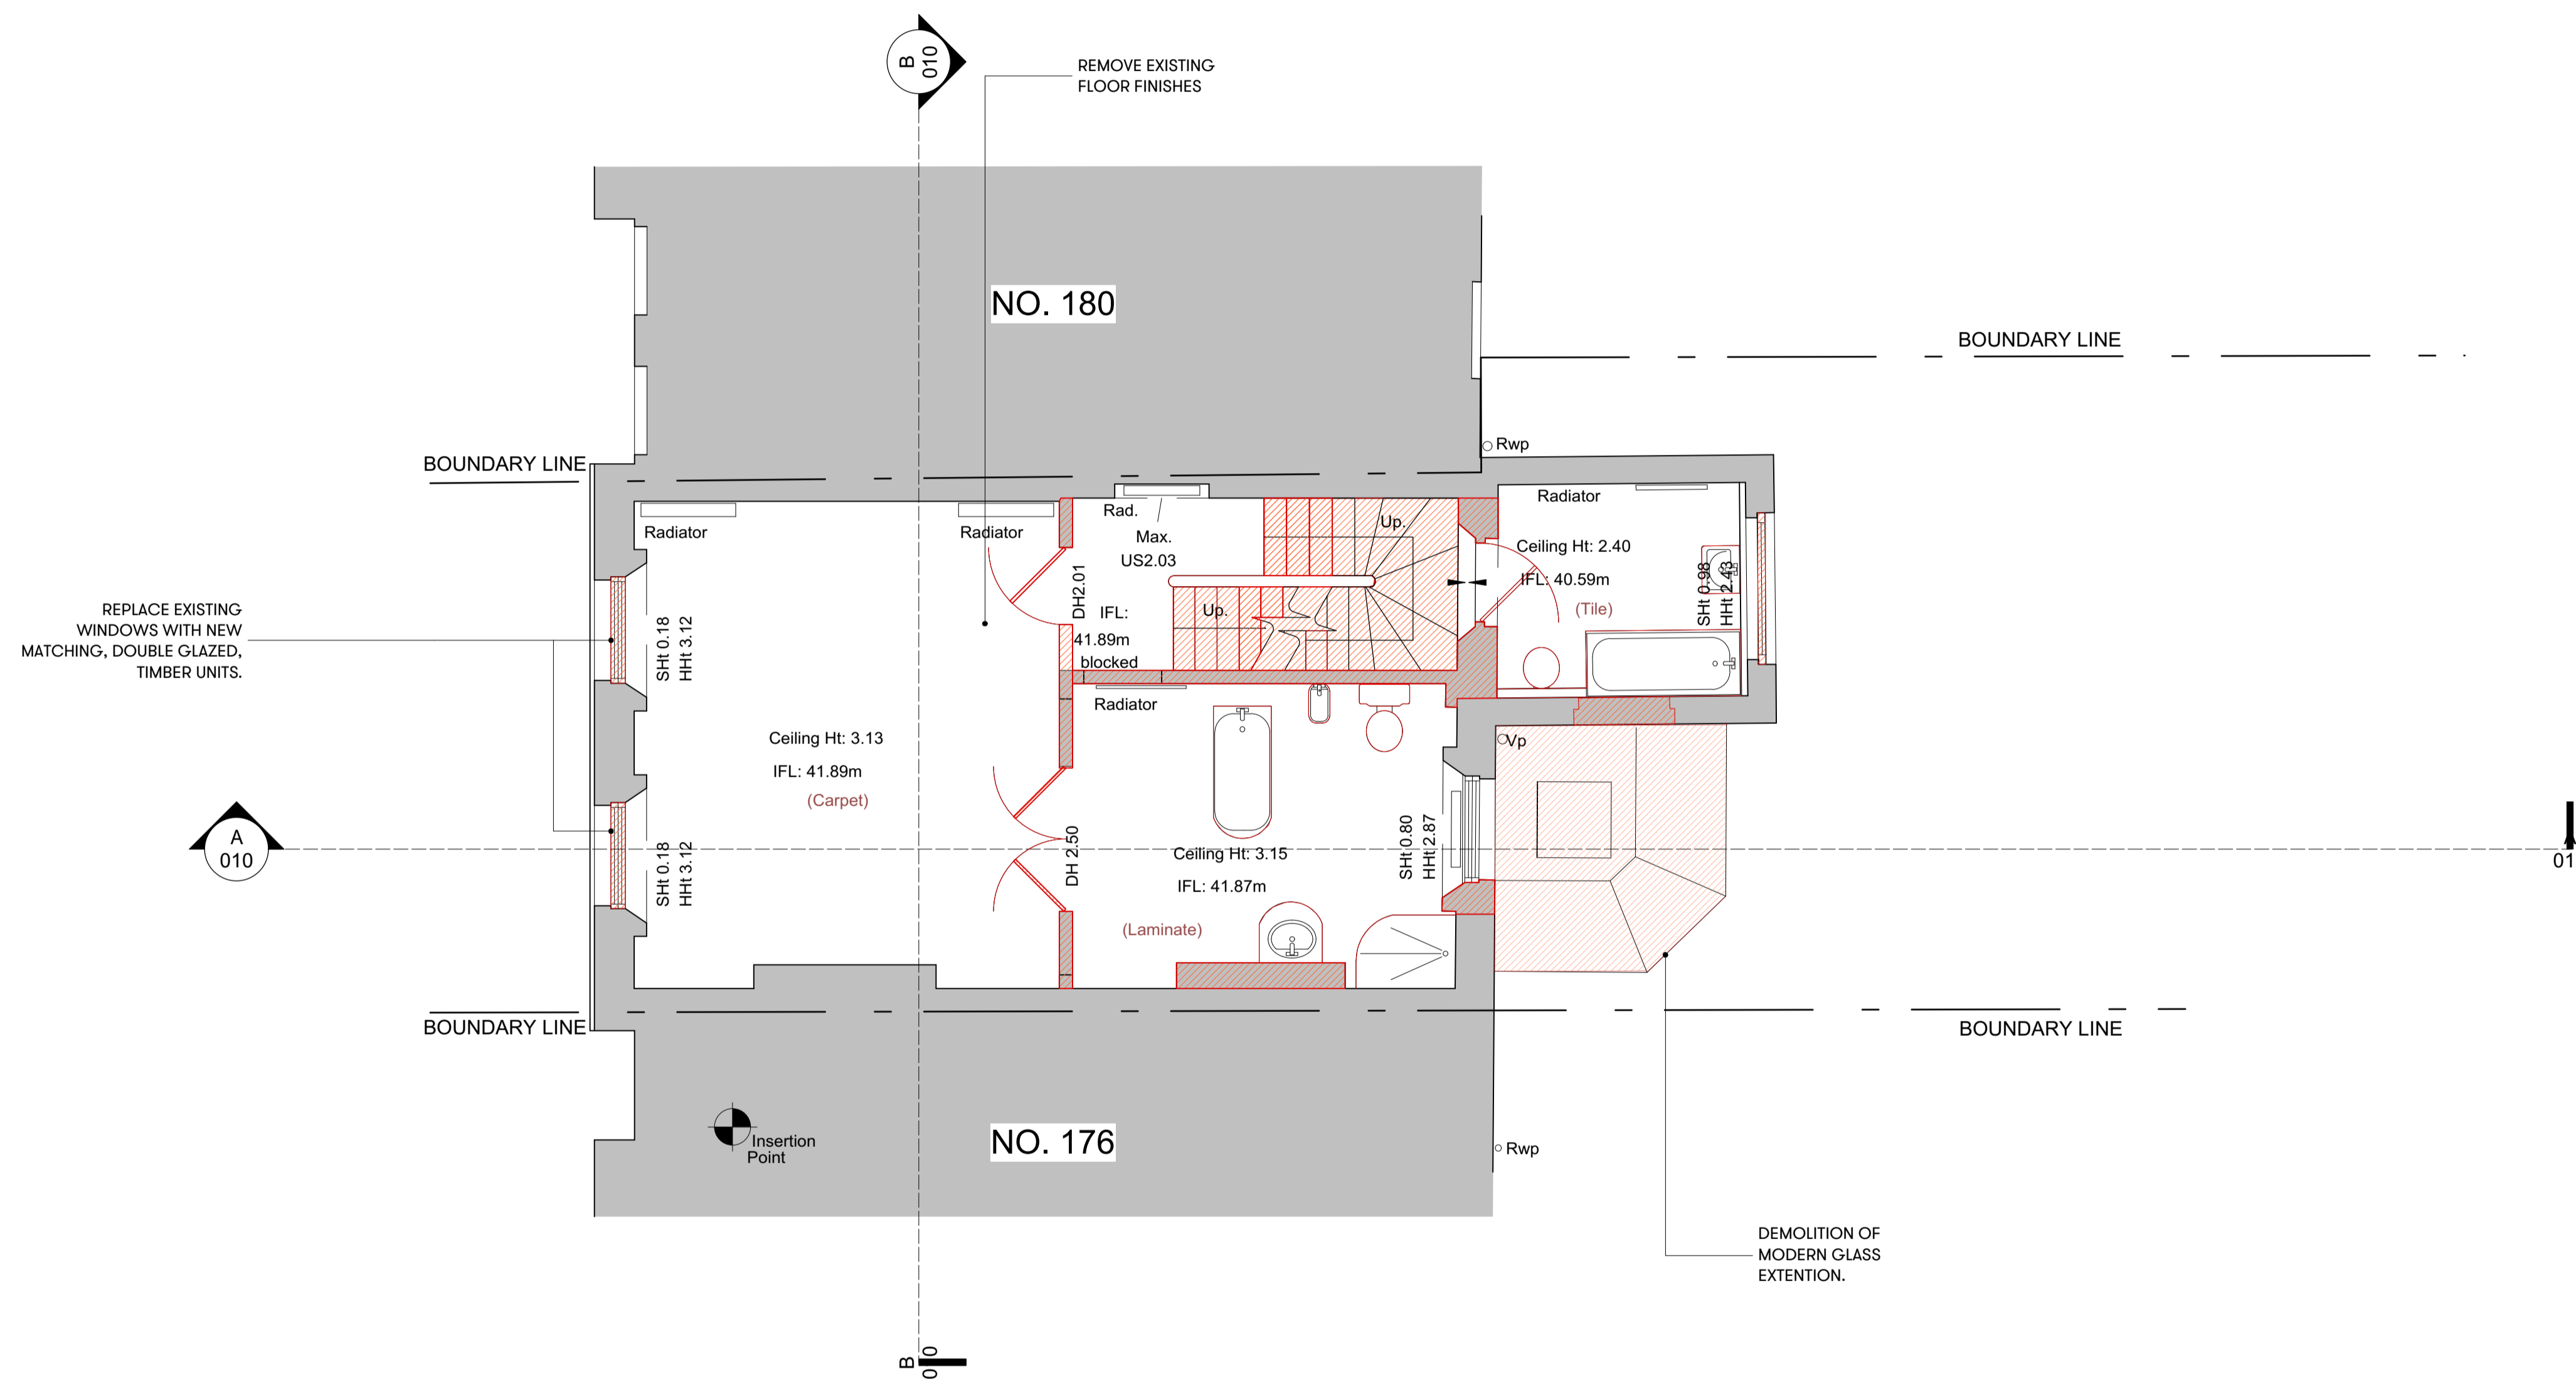 B
010
REMOVE EXISTING
FLOOR FINISHES
NO. 180
BOUNDARY LINE
Rwp
BOUNDARY LINE
Radiator
Radiator
Rad.
Max.
US2.03
Up.
Up.
DH2.01
IFL:
41.89m
blocked
Radiator
Ceiling Ht: 2.40
IFL: 40.59m
(Tile)
SHt 0.98
HHt 2.43
REPLACE EXISTING
WINDOWS WITH NEW
MATCHING, DOUBLE GLAZED,
TIMBER UNITS.
SHt 0.18
HHt 3.12
Radiator
Vp
Ceiling Ht: 3.13
IFL: 41.89m
(Carpet)
A
010
SHt 0.18
HHt 3.12
DH 2.50
Ceiling Ht: 3.15
IFL: 41.87m
(Laminate)
SHt 0.80
HHt 2.87
01
BOUNDARY LINE
BOUNDARY LINE
Insertion
Point
NO. 176
Rwp
DEMOLITION OF
MODERN GLASS
EXTENTION.
B
010